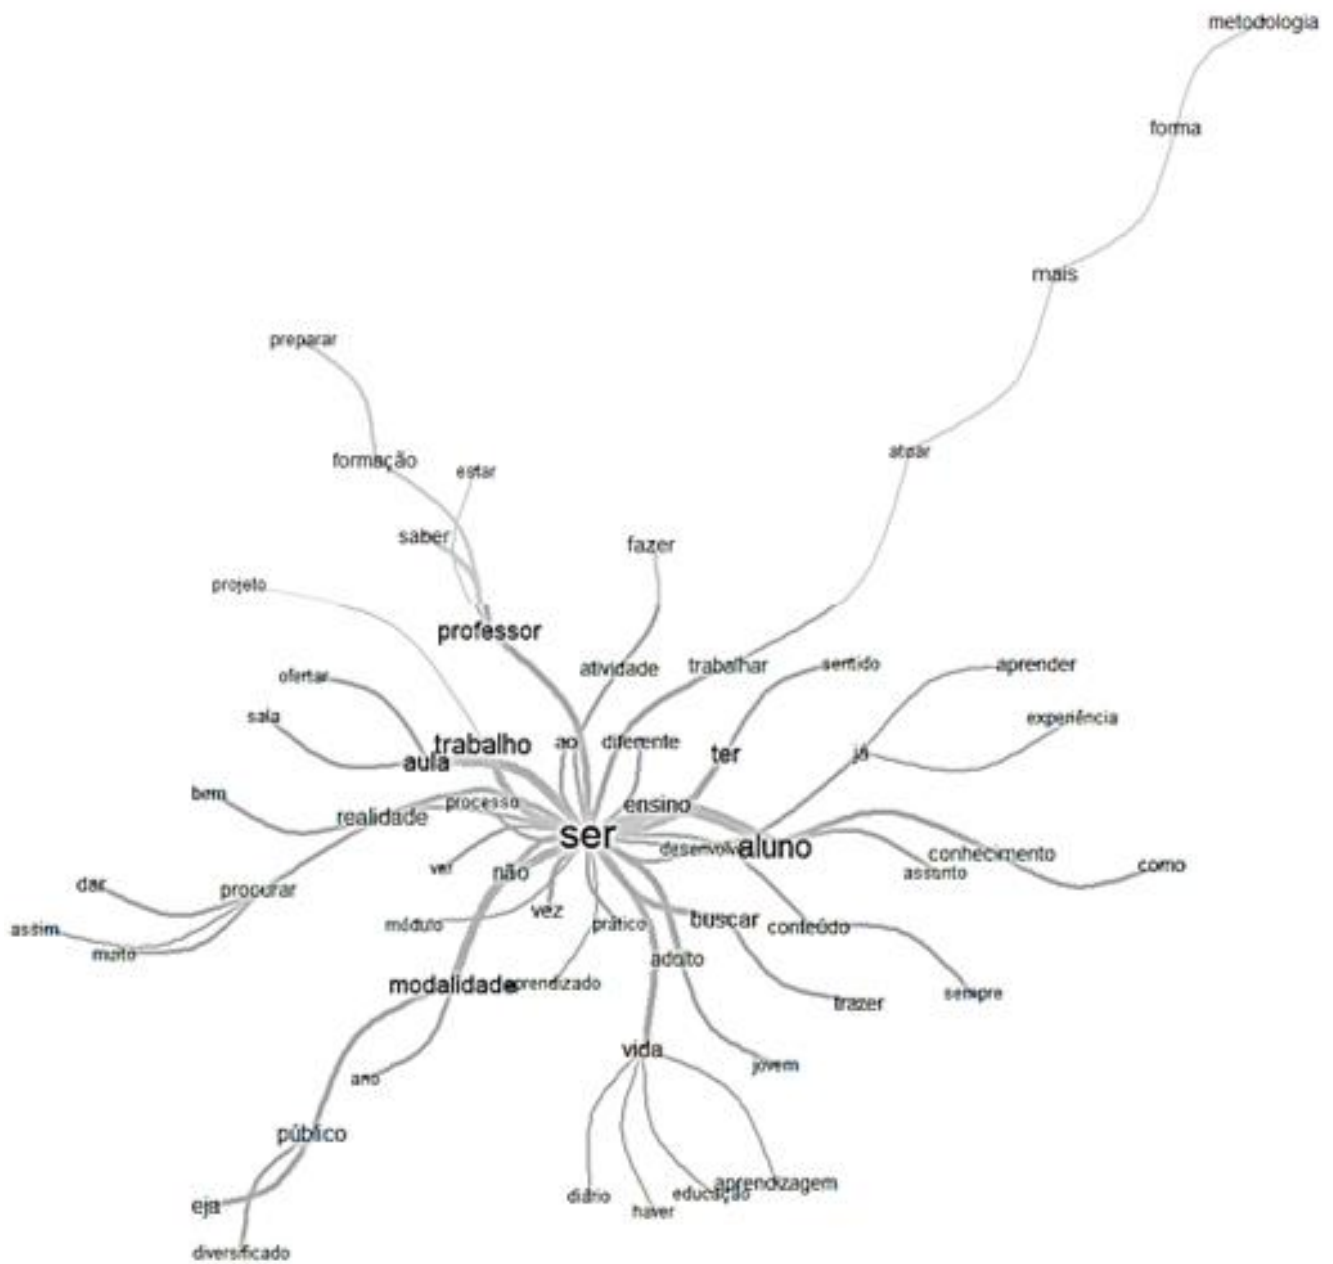 metodologia
forma
mais
preparar
atuar
formação
estar
saber
fazer
projeto
professor
atividade
trabalhar
sentido
aprender
ofertar
sala
experiência
trabalho
ao
diferente
ter
já
aula
bem
realidade
processo
ensino
ser
desenvolve
aluno
conhecimento
como
ver
não
assunto
dar
procurar
assim
muito
módulo
vez
prático
buscar
conteúdo
adulto
modalidade
aprendizado
trazer
sempre
vida
jovem
ano
público
eja
diário
haver
educação
aprendizagem
diversificado